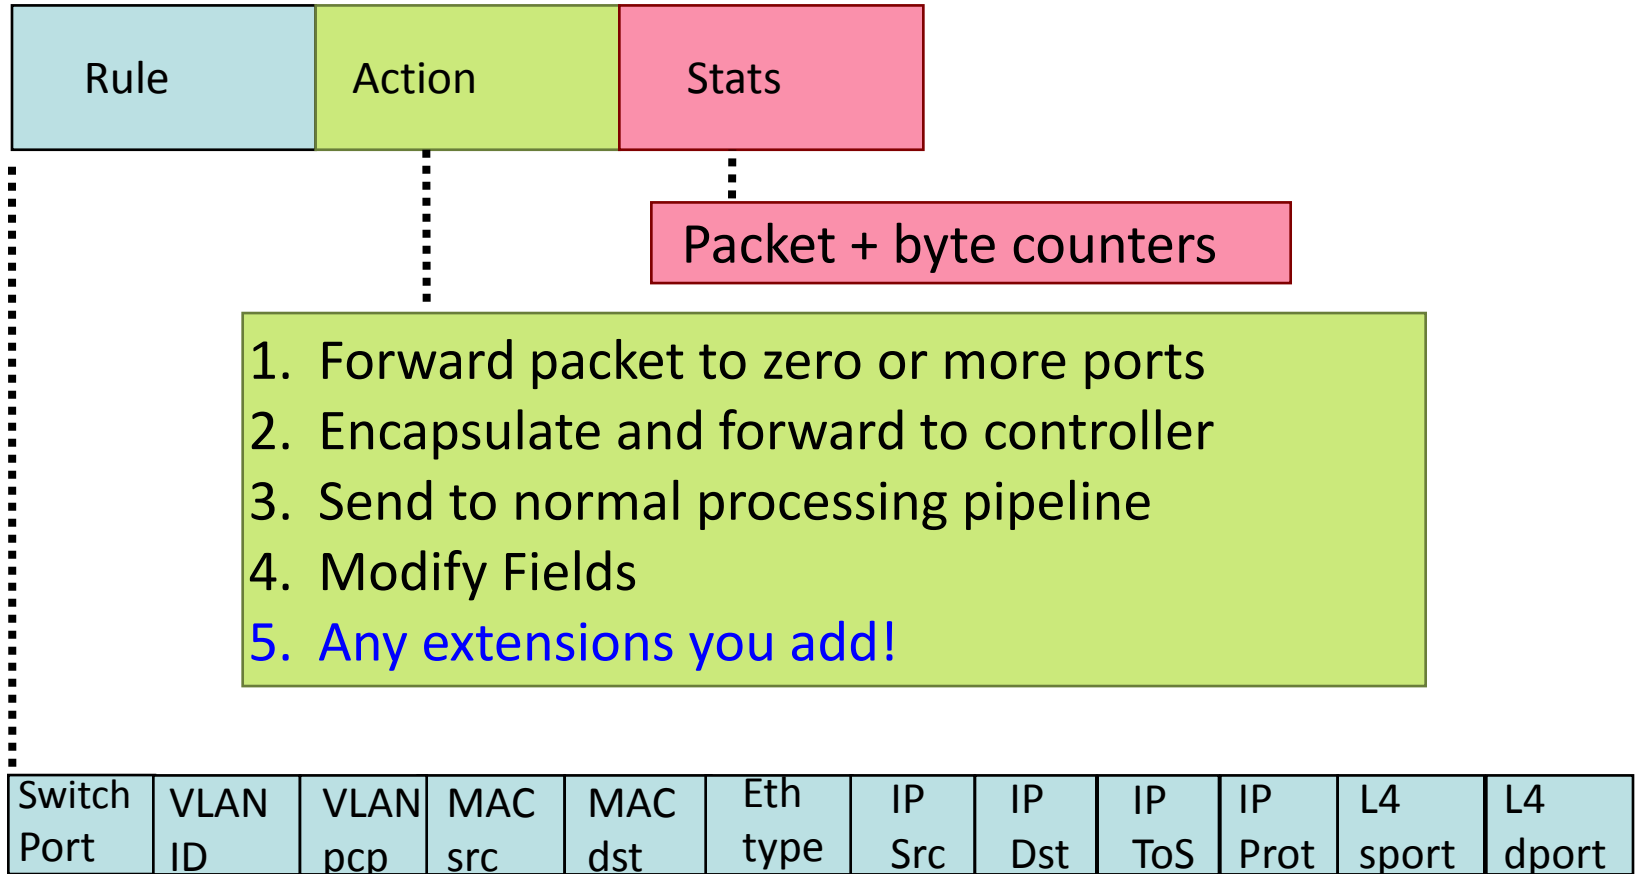 Rule Action Stats
Packet + byte counters
1. Forward packet to zero or more ports
2. Encapsulate and forward to controller
3. Send to normal processing pipeline
4. Modify Fields
5. Any extensions you add!
Switch Port
VLAN ID
VLAN pcp
MAC src
MAC dst
Eth type
IP Src
IP Dst
IP ToS
IP Prot
L4 sport
L4 dport